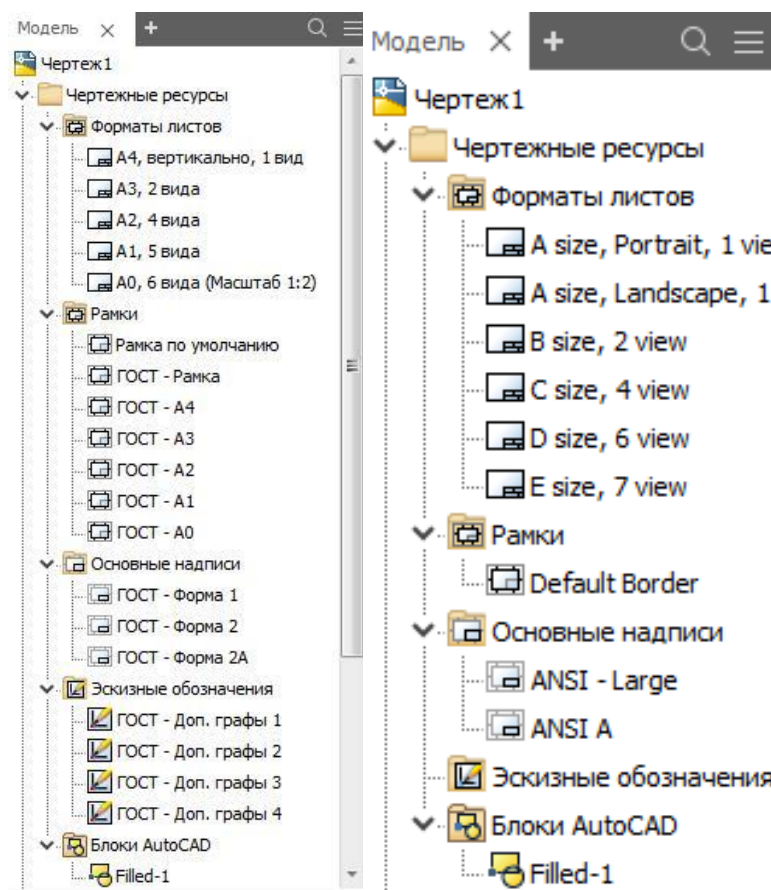 Модель
Чертеж1
Чертежные ресурсы
Форматы листов
А4, вертикально, 1 вид
А3, 2 вида
А2, 4 вида
А1, 5 вида
А0, 6 вида (Масштаб 1:2)
Рамки
Рамка по умолчанию
ГОСТ - Рамка
ГОСТ - А4
ГОСТ - А3
ГОСТ - А2
ГОСТ - А1
ГОСТ - А0
Основные надписи
ГОСТ - Форма 1
ГОСТ - Форма 2
ГОСТ - Форма 2А
Эскизные обозначения
ГОСТ - Доп. графы 1
ГОСТ - Доп. графы 2
ГОСТ - Доп. графы 3
ГОСТ - Доп. графы 4
Блоки AutoCAD
Filled-1
Модель
Чертеж1
Чертежные ресурсы
Форматы листов
A size, Portrait, 1 vie
A size, Landscape, 1
B size, 2 view
C size, 4 view
D size, 6 view
E size, 7 view
Рамки
Default Border
Основные надписи
ANSI - Large
ANSI A
Эскизные обозначения
Блоки AutoCAD
Filled-1